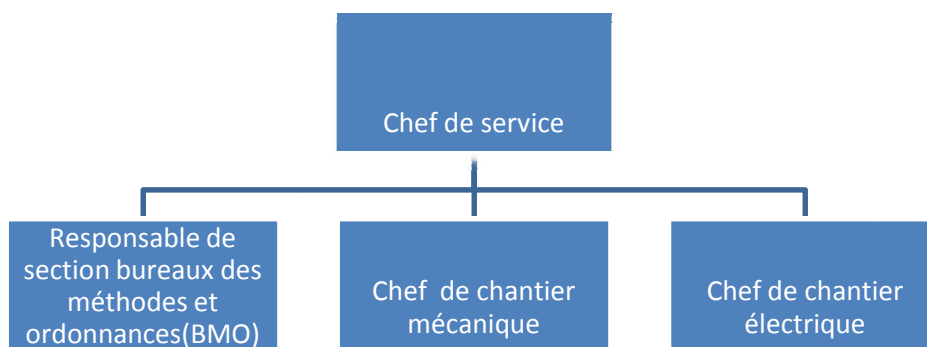 Chef de service
Responsable de
section bureaux des
méthodes et
ordonnances(BMO)
Chef de chantier
mécanique
Chef de chantier
électrique